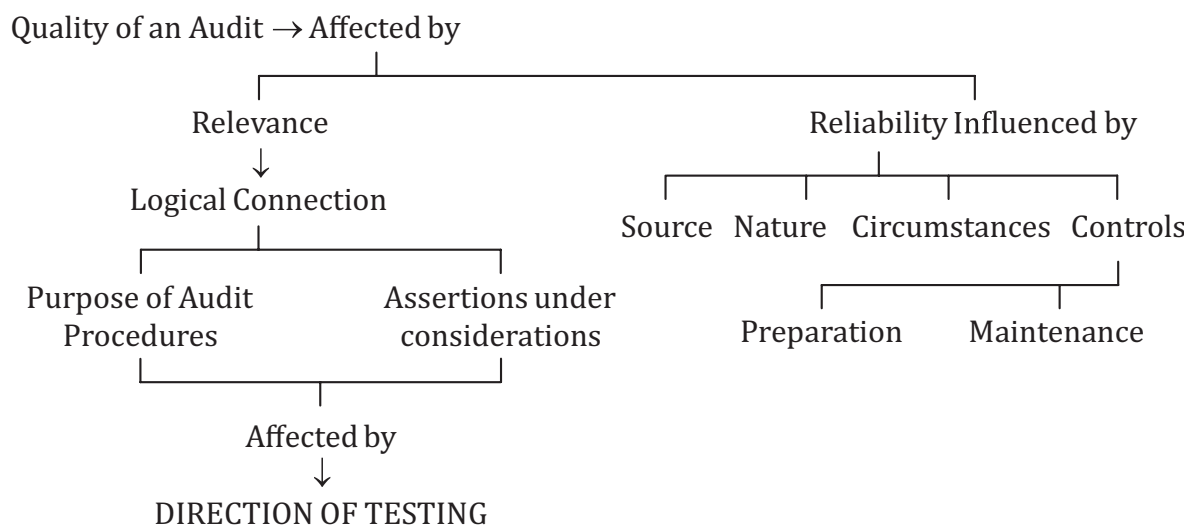 Quality of an Audit → Affected by
Relevance
Reliability Influenced by
↓
Logical Connection
Source Nature Circumstances Controls
Purpose of Audit
Procedures
Assertions under
considerations
Preparation Maintenance
Affected by
↓
DIRECTION OF TESTING